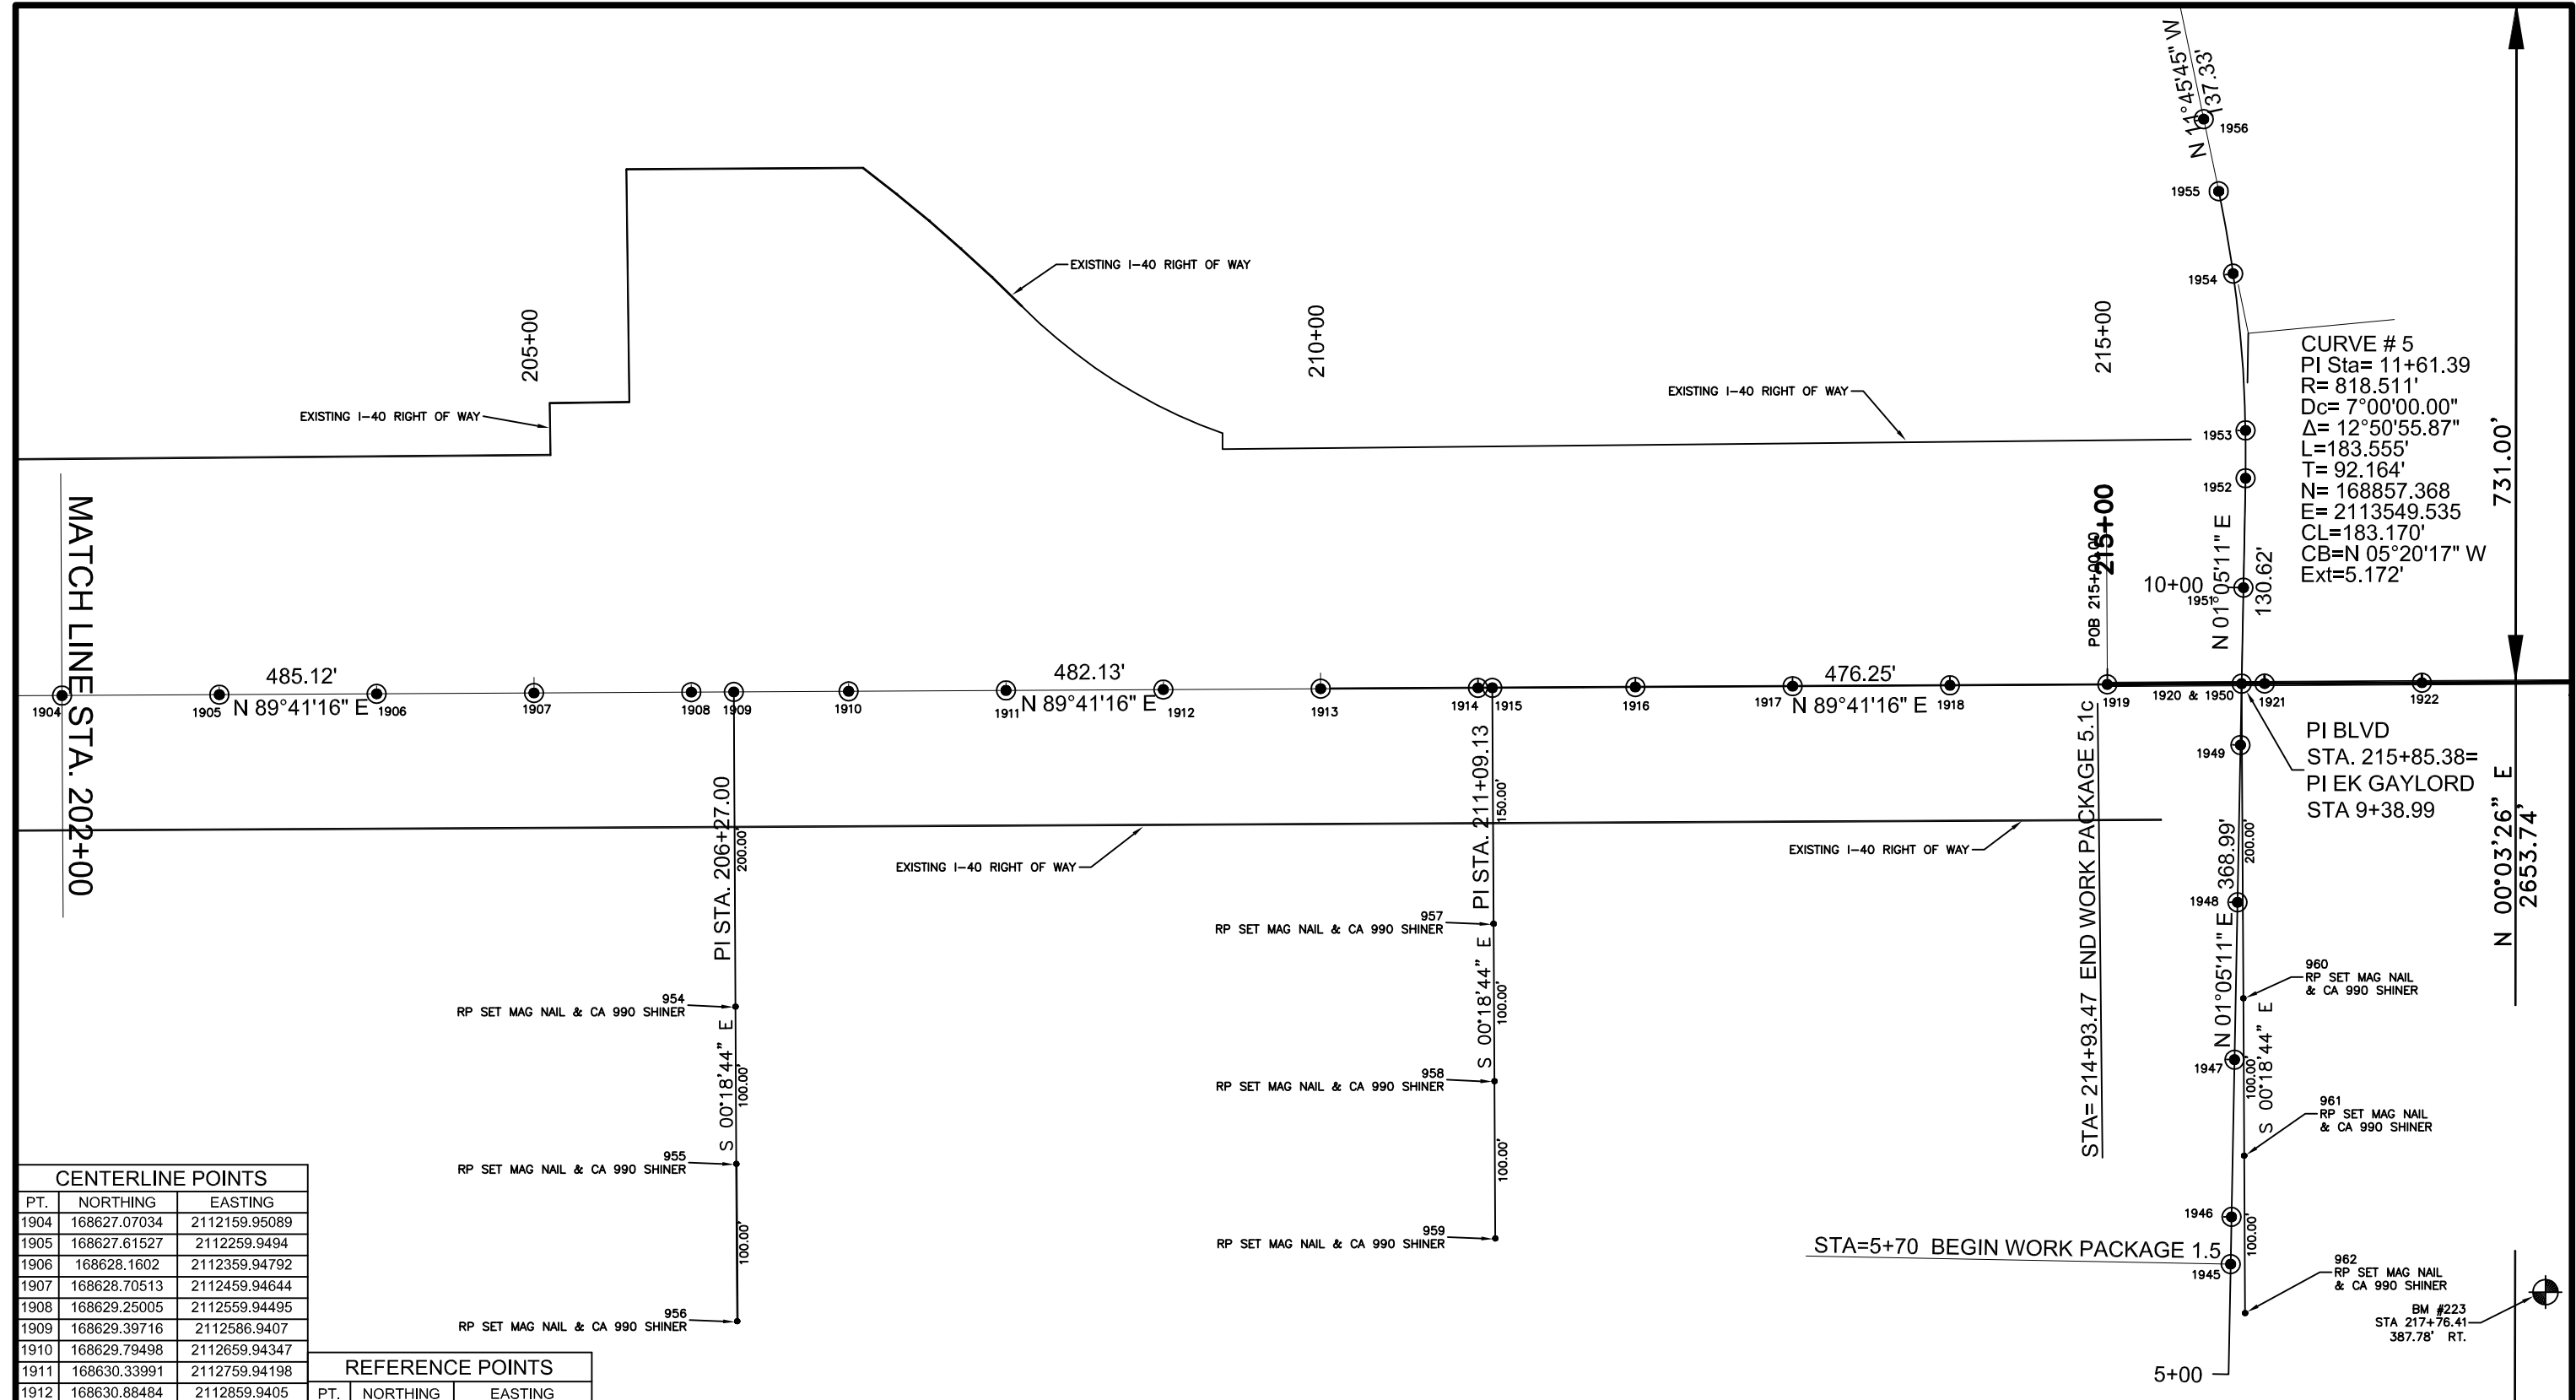 N 11°45'45" W
137.33'
1956
1955
1954
EXISTING I-40 RIGHT OF WAY
205+00
210+00
215+00
EXISTING I-40 RIGHT OF WAY
EXISTING I-40 RIGHT OF WAY
CURVE # 5
PI Sta= 11+61.39
R= 818.511'
Dc= 7°00'00.00"
Δ= 12°50'55.87"
L=183.555'
T= 92.164'
N= 168857.368
E= 2113549.535
CL=183.170'
CB=N 05°20'17" W
Ext=5.172'
731.00'
1953
1952
MATCH LINE STA. 202+00
POB 215+00.00
215+00
10+00
1951
N 01°05'11" E
130.62'
485.12'
N 89°41'16" E
482.13'
N 89°41'16" E
476.25'
N 89°41'16" E
1904
1905
1906
1907
1908
1909
1910
1911
1912
1913
1914
1915
1916
1917
1918
1919
1920 & 1950
1921
1922
PI BLVD
STA. 215+85.38=
PI EK GAYLORD
STA 9+38.99
1949
N 00°03'26" E
2653.74'
PI STA. 206+27.00
200.00'
PI STA. 211+09.13
150.00'
STA= 214+93.47 END WORK PACKAGE 5.1c
EXISTING I-40 RIGHT OF WAY
EXISTING I-40 RIGHT OF WAY
368.99'
200.00'
1948
N 01°05'11" E
957
RP SET MAG NAIL & CA 990 SHINER
954
RP SET MAG NAIL & CA 990 SHINER
960
RP SET MAG NAIL
& CA 990 SHINER
S 00°18'44" E
100.00'
S 00°18'44" E
100.00'
S 00°18'44" E
100.00'
1947
958
RP SET MAG NAIL & CA 990 SHINER
961
RP SET MAG NAIL
& CA 990 SHINER
955
RP SET MAG NAIL & CA 990 SHINER
100.00'
100.00'
100.00'
1946
959
RP SET MAG NAIL & CA 990 SHINER
STA=5+70 BEGIN WORK PACKAGE 1.5
1945
962
RP SET MAG NAIL
& CA 990 SHINER
956
RP SET MAG NAIL & CA 990 SHINER
BM #223
STA 217+76.41
387.78' RT.
5+00
CENTERLINE POINTS
PT. NORTHING EASTING
1904 168627.07034 2112159.95089
1905 168627.61527 2112259.9494
1906 168628.1602 2112359.94792
1907 168628.70513 2112459.94644
1908 168629.25005 2112559.94495
1909 168629.39716 2112586.9407
1910 168629.79498 2112659.94347
1911 168630.33991 2112759.94198
1912 168630.88484 2112859.9405
REFERENCE POINTS
PT. NORTHING EASTING